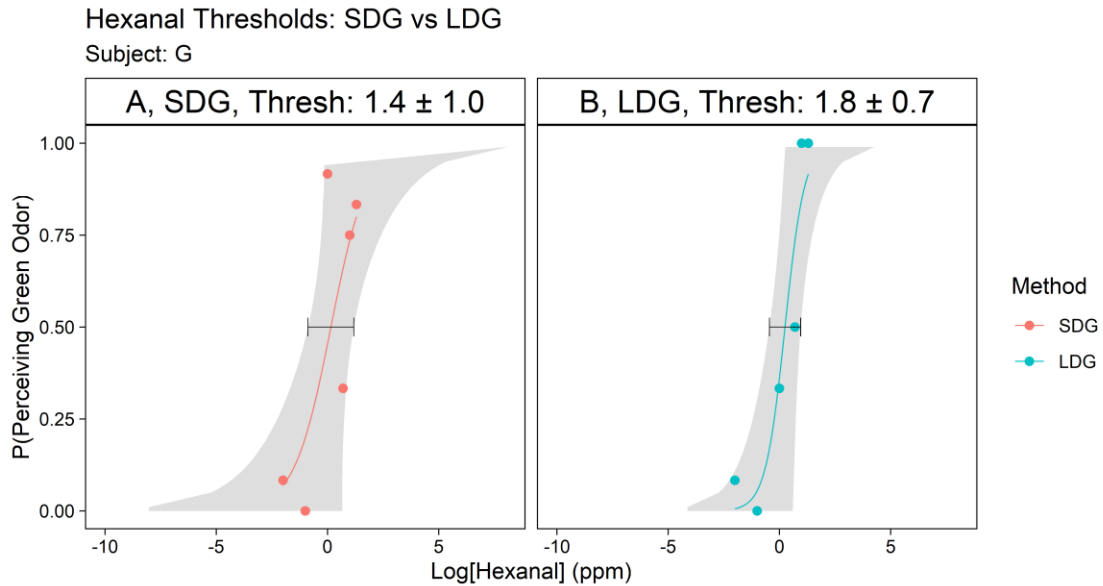 Hexanal Thresholds: SDG vs LDG
Subject: G
A, SDG, Thresh: 1.4 ± 1.0
B, LDG, Thresh: 1.8 ± 0.7
P(Perceiving Green Odor)
1.00
0.75
0.50
0.25
0.00
-10
-5
0
5
-10
-5
0
5
Log[Hexanal] (ppm)
Method
SDG
LDG